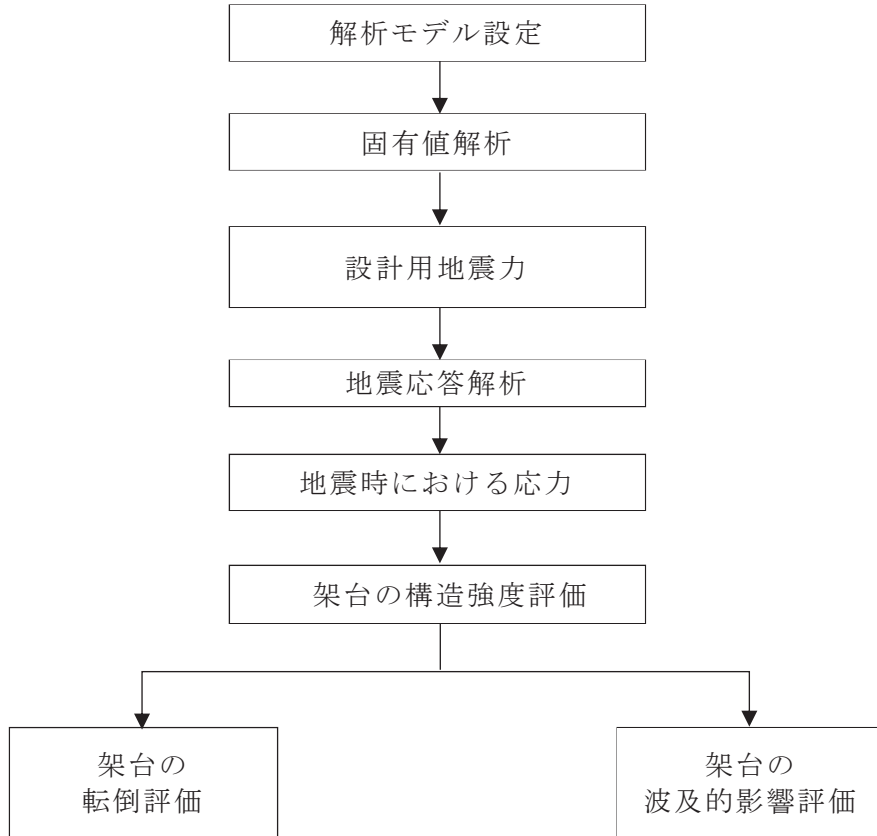 解析モデル設定
固有値解析
設計用地震力
地震応答解析
地震時における応力
架台の構造強度評価
架台の
転倒評価
架台の
波及的影響評価